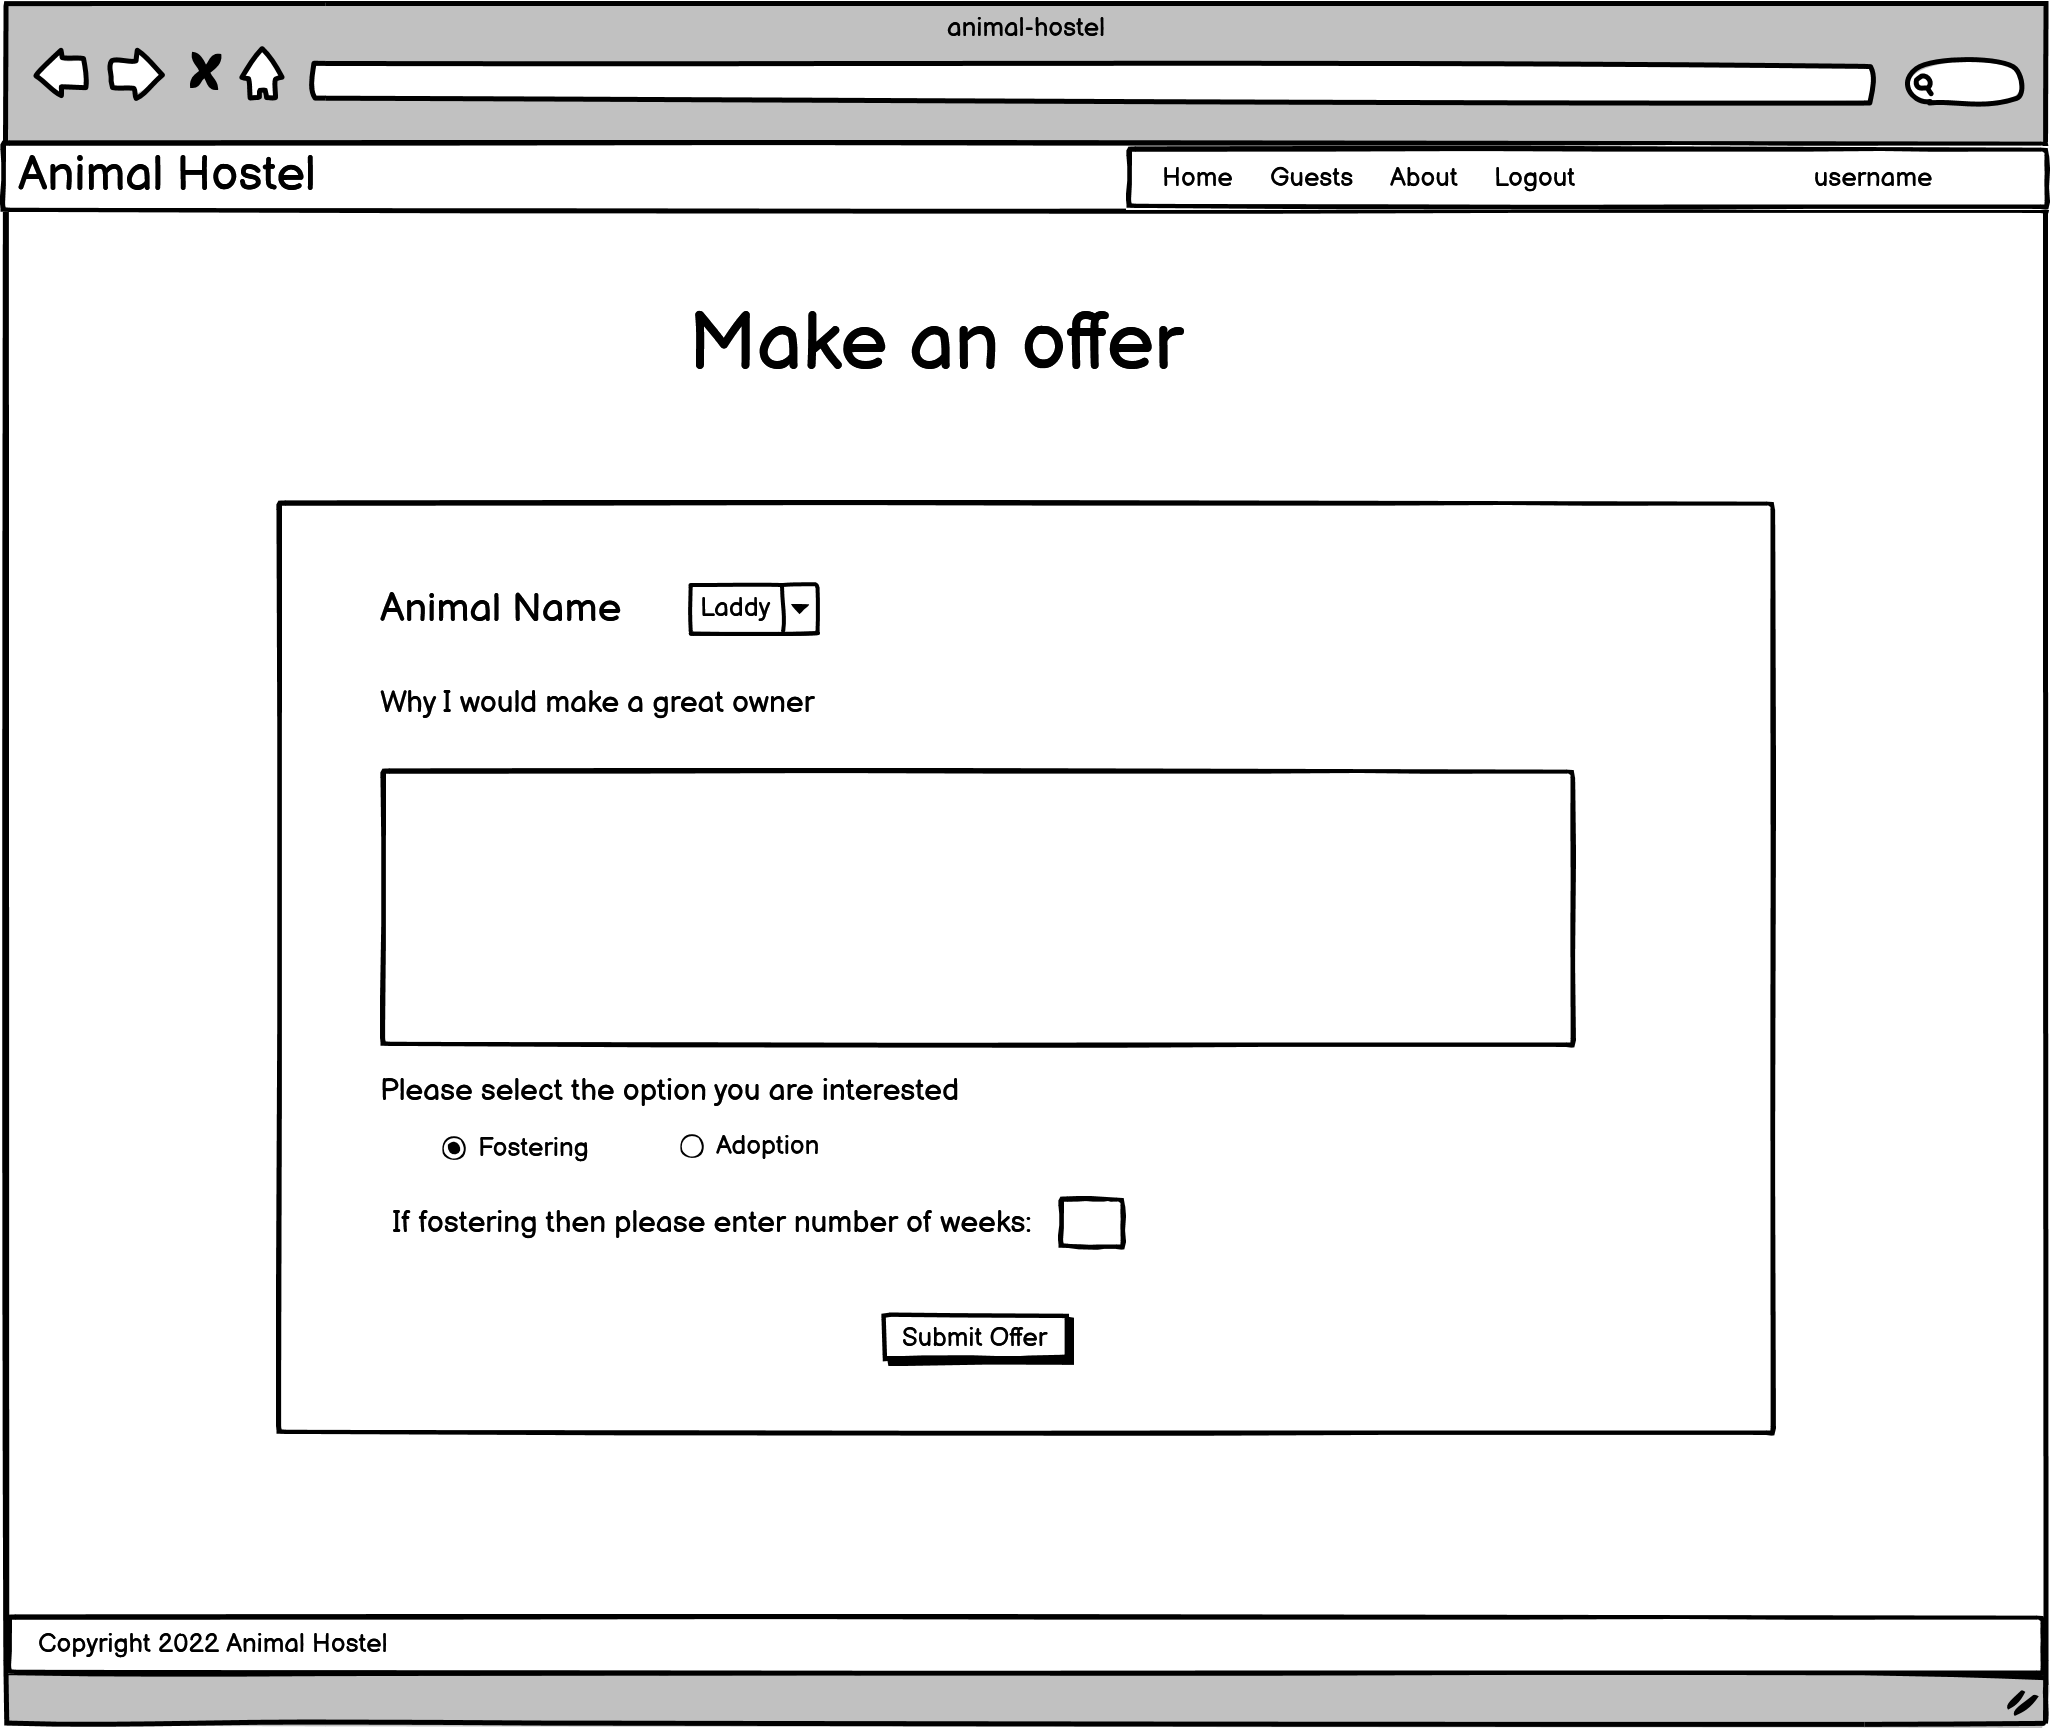 animal-hostel
Animal Hostel
Home Guests About Logout username
Make an offer
Animal Name Laddy
Why I would make a great owner
Please select the option you are interested
Fostering Adoption
If fostering then please enter number of weeks:
Submit Offer
Copyright 2022 Animal Hostel